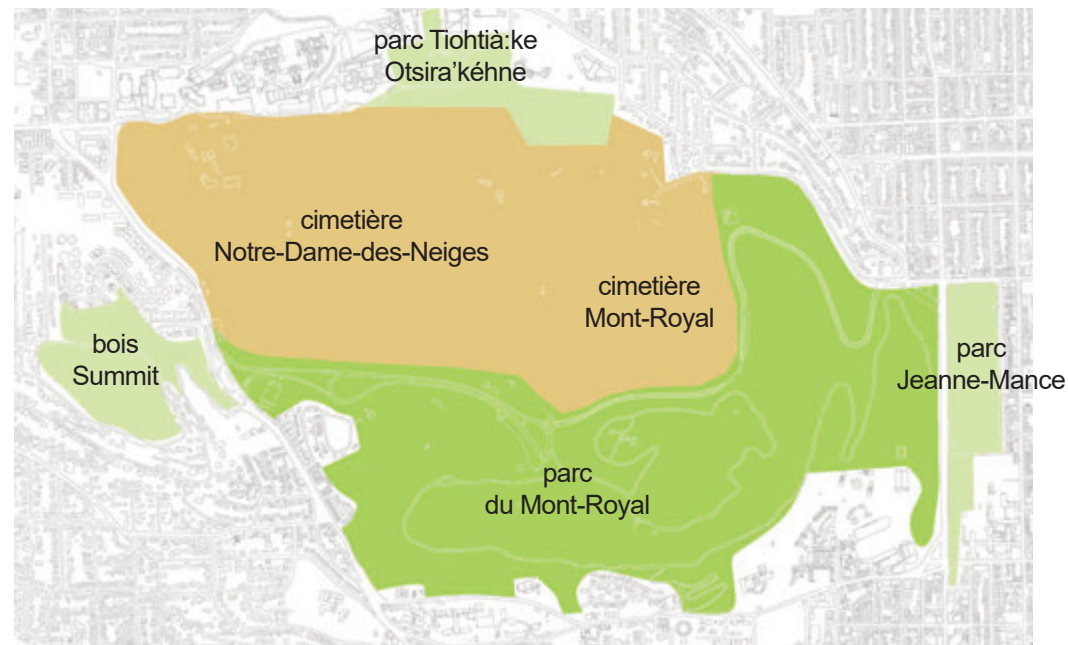 parc Tiohtià:ke
Otsira’kéhne
cimetière
Notre-Dame-des-Neiges
cimetière
Mont-Royal
bois
Summit
parc
Jeanne-Mance
parc
du Mont-Royal